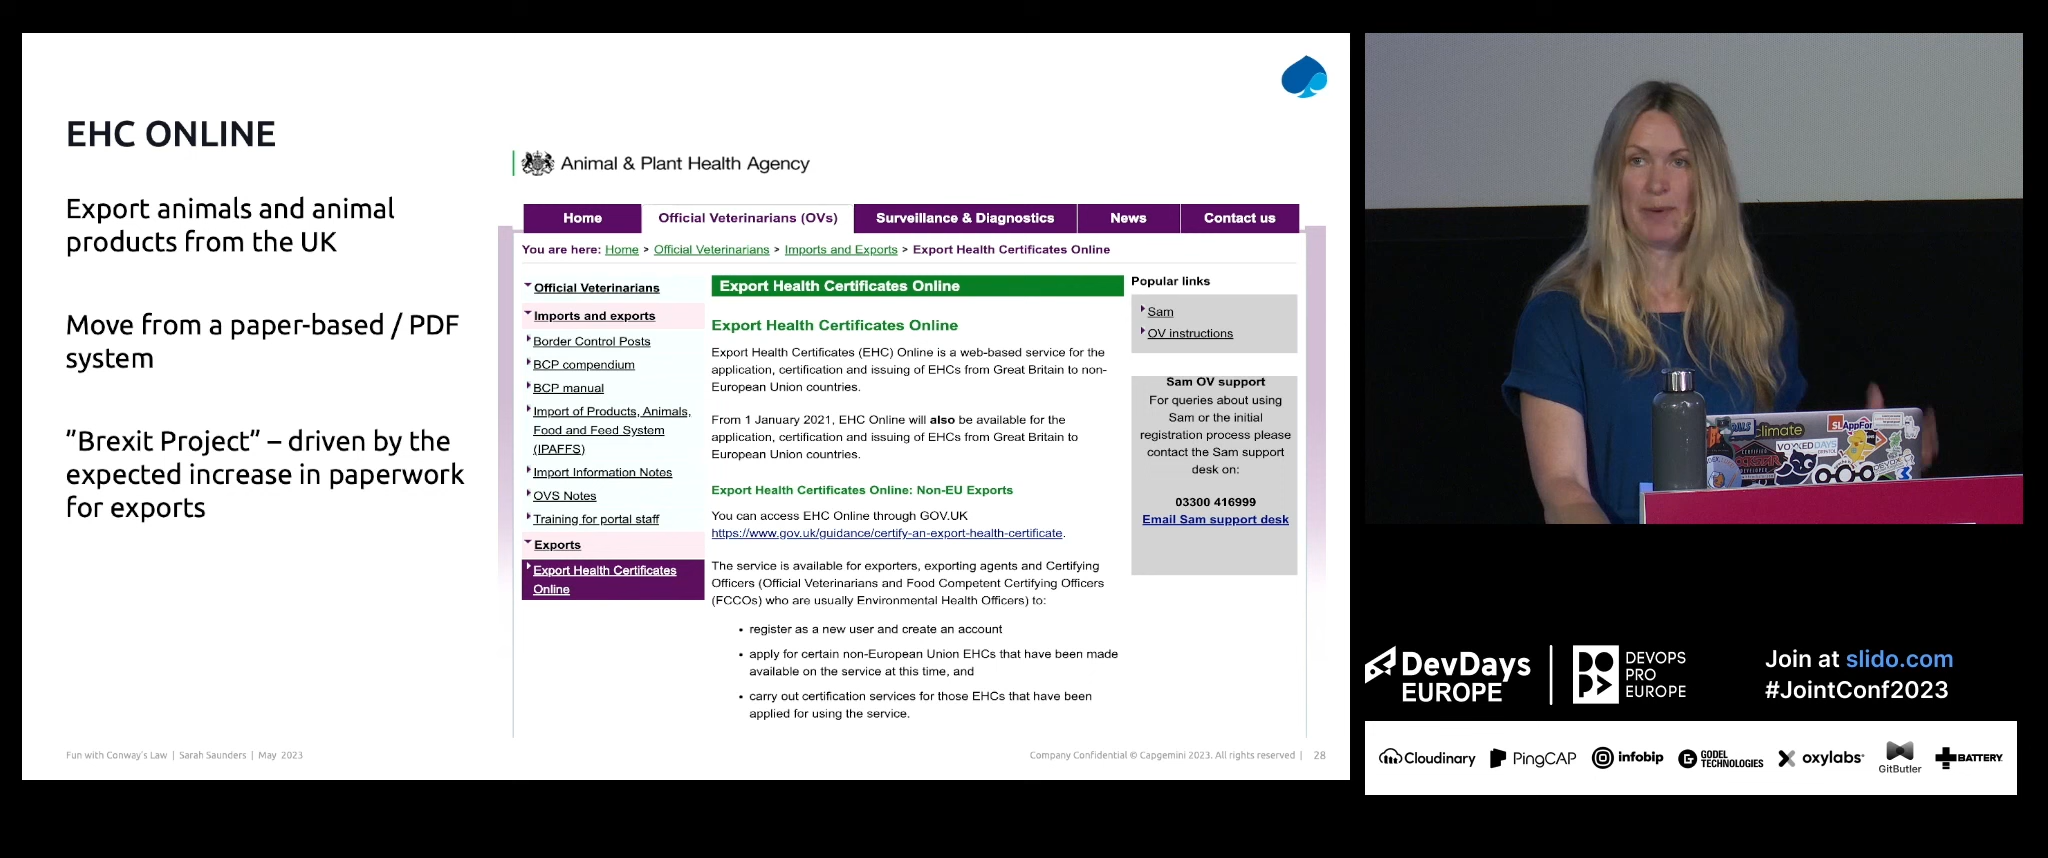 EHC ONLINE
Export animals and animal
products from the UK
Move from a paper-based / PDF
system
”Brexit Project” – driven by the
expected increase in paperwork
for exports
Animal & Plant Health Agency
Home
Official Veterinarians (OVs)
Surveillance & Diagnostics
News
Contact us
You are here: Home > Official Veterinarians > Imports and Exports > Export Health Certificates Online
Official Veterinarians
Imports and exports
Border Control Posts
BCP compendium
BCP manual
Import of Products, Animals,
Food and Feed System
(IPAFFS)
Import Information Notes
OVS Notes
Training for portal staff
Exports
Export Health Certificates
Online
Export Health Certificates Online
Export Health Certificates Online
Export Health Certificates (EHC) Online is a web-based service for the
application, certification and issuing of EHCs from Great Britain to non-
European Union countries.
From 1 January 2021, EHC Online will also be available for the
application, certification and issuing of EHCs from Great Britain to
European Union countries.
Export Health Certificates Online: Non-EU Exports
You can access EHC Online through GOV.UK
https://www.gov.uk/guidance/certify-an-export-health-certificate.
The service is available for exporters, exporting agents and Certifying
Officers (Official Veterinarians and Food Competent Certifying Officers
(FCCOs) who are usually Environmental Health Officers) to:
• register as a new user and create an account
• apply for certain non-European Union EHCs that have been made
available on the service at this time, and
• carry out certification services for those EHCs that have been
applied for using the service.
Popular links
Sam
OV instructions
Sam OV support
For queries about using
Sam or the initial
registration process please
contact the Sam support
desk on:
03300 416999
Email Sam support desk
Fun with Conway's Law | Sarah Saunders | May 2023
Company Confidential © Capgemini 2023. All rights reserved | 28
climate
SLAppFor
VOXXED DAYS
DevDays
EUROPE
DEVOPS
PRO
EUROPE
Join at slido.com
#JointConf2023
Cloudinary
PingCAP
infobip
GODEL
TECHNOLOGIES
oxylabs
GitButler
BATTERY